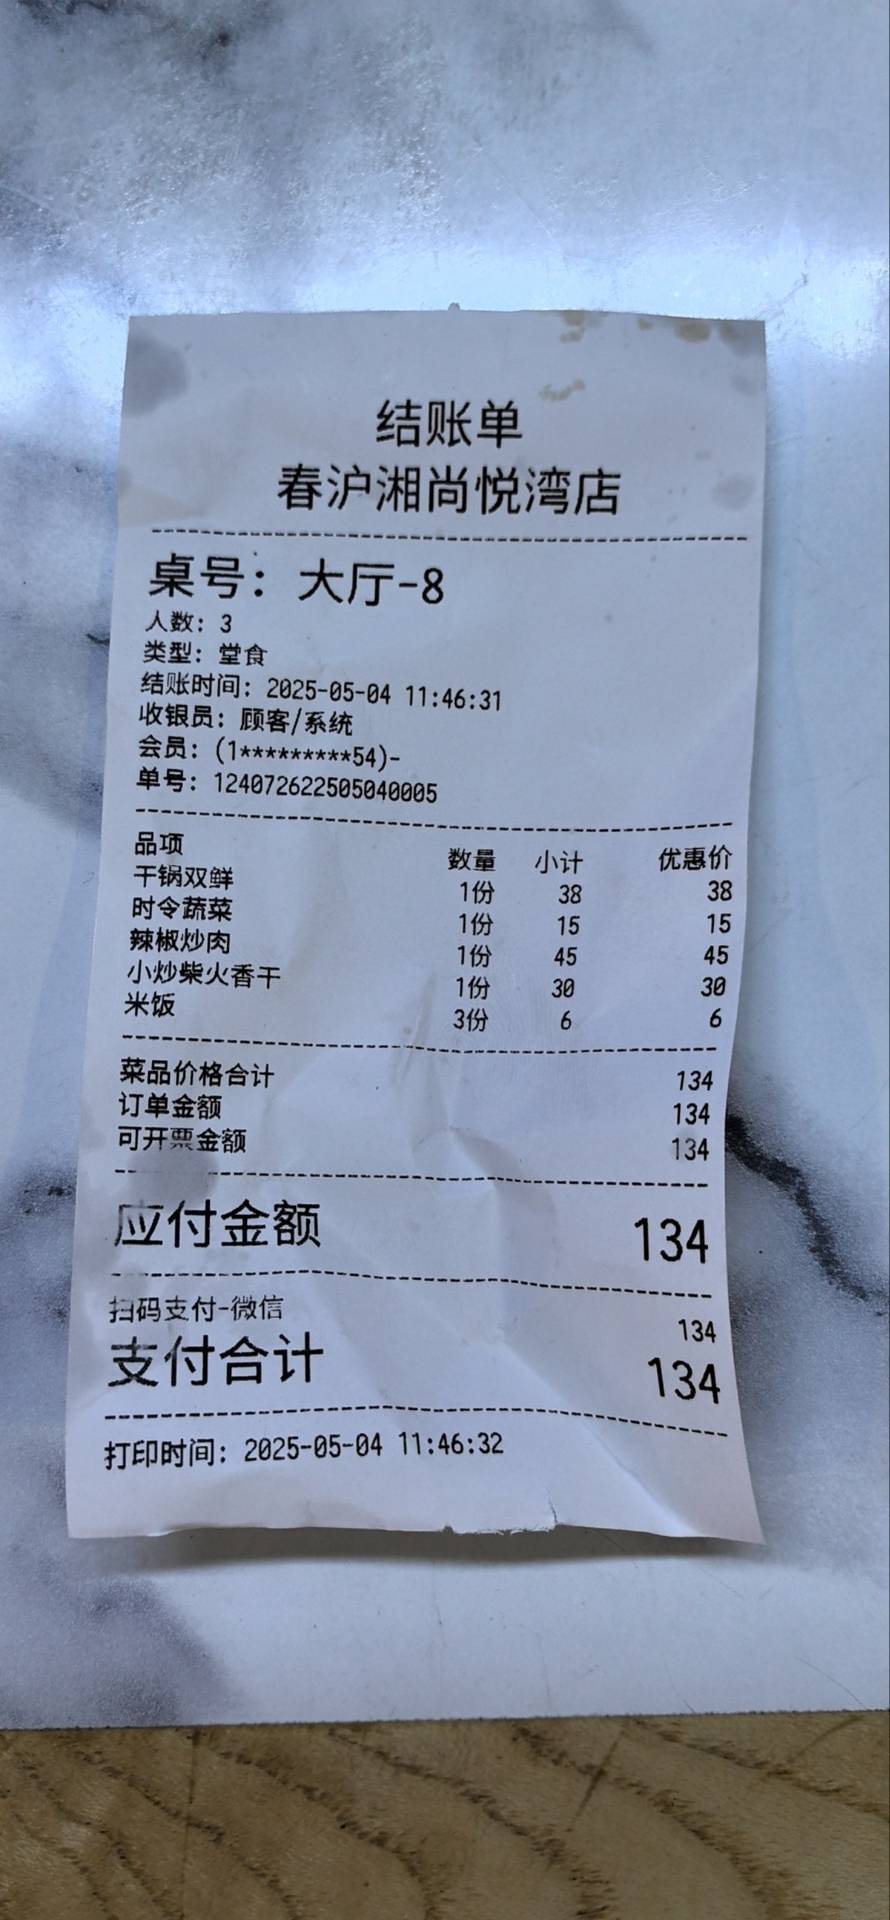 结账单
春沪湘尚悦湾店
桌号：大厅-8
人数：3
类型：堂食
结账时间：2025-05-04 11:46:31
收银员：顾客/系统
会员：(1*********54)-
单号：124072622505040005
品项 数量 小计 优惠价
干锅双鲜 1份 38 38
时令蔬菜 1份 15 15
辣椒炒肉 1份 45 45
小炒柴火香干 1份 30 30
米饭 3份 6 6
菜品价格合计 134
订单金额 134
可开票金额 134
应付金额 134
扫码支付-微信 134
支付合计 134
打印时间：2025-05-04 11:46:32